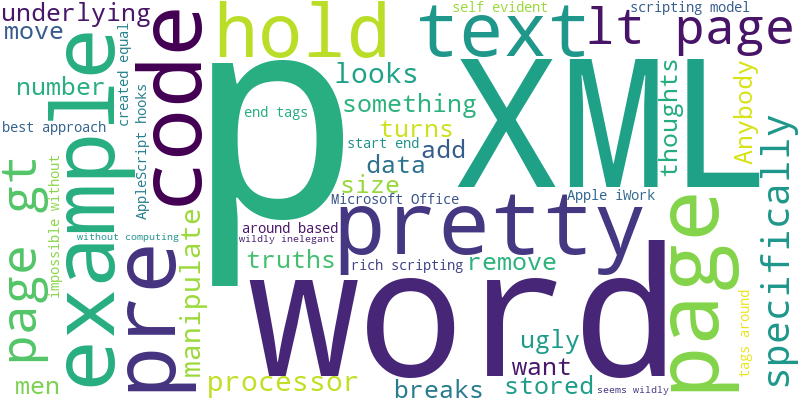 underlying
self evident
scripting model
move
hold
text
lt page
code
example
created equal
looks
thoughts
Anybody
number
something
p
XML
end tags
AppleScript hooks
turns
best approach
start end
add
data
specifically
size
page gt
impossible without
Microsoft Office
Apple iWork
pretty
page
manipulate
around based
without computing
wildly inelegant
truths
rich scripting
remove
pre
word
tags around
ugly
want
men
processor
breaks
stored
seems wildly